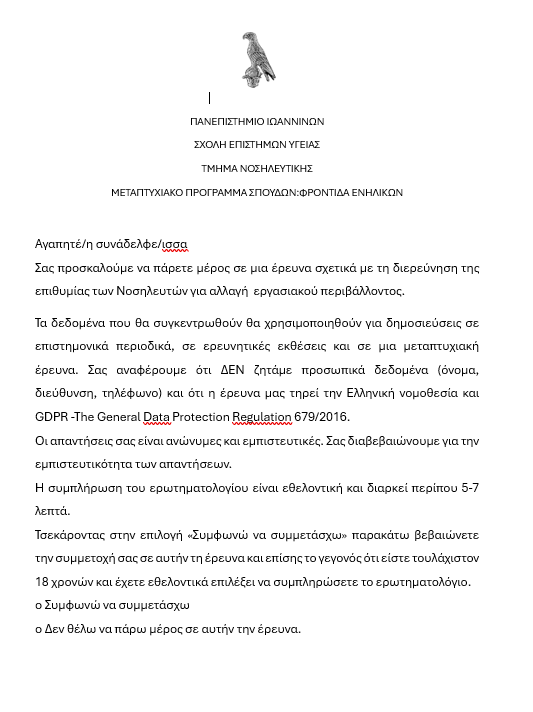 ΠΑΝΕΠΙΣΤΗΜΙΟ ΙΩΑΝΝΙΝΩΝ
ΣΧΟΛΗ ΕΠΙΣΤΗΜΩΝ ΥΓΕΙΑΣ
ΤΜΗΜΑ ΝΟΣΗΛΕΥΤΙΚΗΣ
ΜΕΤΑΠΤΥΧΙΑΚΟ ΠΡΟΓΡΑΜΜΑ ΣΠΟΥΔΩΝ:ΦΡΟΝΤΙΔΑ ΕΝΗΛΙΚΩΝ
Αγαπητέ/η συνάδελφε/ισσα
Σας προσκαλούμε να πάρετε μέρος σε μια έρευνα σχετικά με τη διερεύνηση της
επιθυμίας των Νοσηλευτών για αλλαγή εργασιακού περιβάλλοντος.
Τα δεδομένα που θα συγκεντρωθούν θα χρησιμοποιηθούν για δημοσιεύσεις σε
επιστημονικά περιοδικά, σε ερευνητικές εκθέσεις και σε μια μεταπτυχιακή
έρευνα. Σας αναφέρουμε ότι ΔΕΝ ζητάμε προσωπικά δεδομένα (όνομα,
διεύθυνση, τηλέφωνο) και ότι η έρευνα μας τηρεί την Ελληνική νομοθεσία και
GDPR -The General Data Protection Regulation 679/2016.
Οι απαντήσεις σας είναι ανώνυμες και εμπιστευτικές. Σας διαβεβαιώνουμε για την
εμπιστευτικότητα των απαντήσεων.
Η συμπλήρωση του ερωτηματολογίου είναι εθελοντική και διαρκεί περίπου 5-7
λεπτά.
Τσεκάροντας στην επιλογή «Συμφωνώ να συμμετάσχω» παρακάτω βεβαιώνετε
την συμμετοχή σας σε αυτήν τη έρευνα και επίσης το γεγονός ότι είστε τουλάχιστον
18 χρονών και έχετε εθελοντικά επιλέξει να συμπληρώσετε το ερωτηματολόγιο.
ο Συμφωνώ να συμμετάσχω
ο Δεν θέλω να πάρω μέρος σε αυτήν την έρευνα.